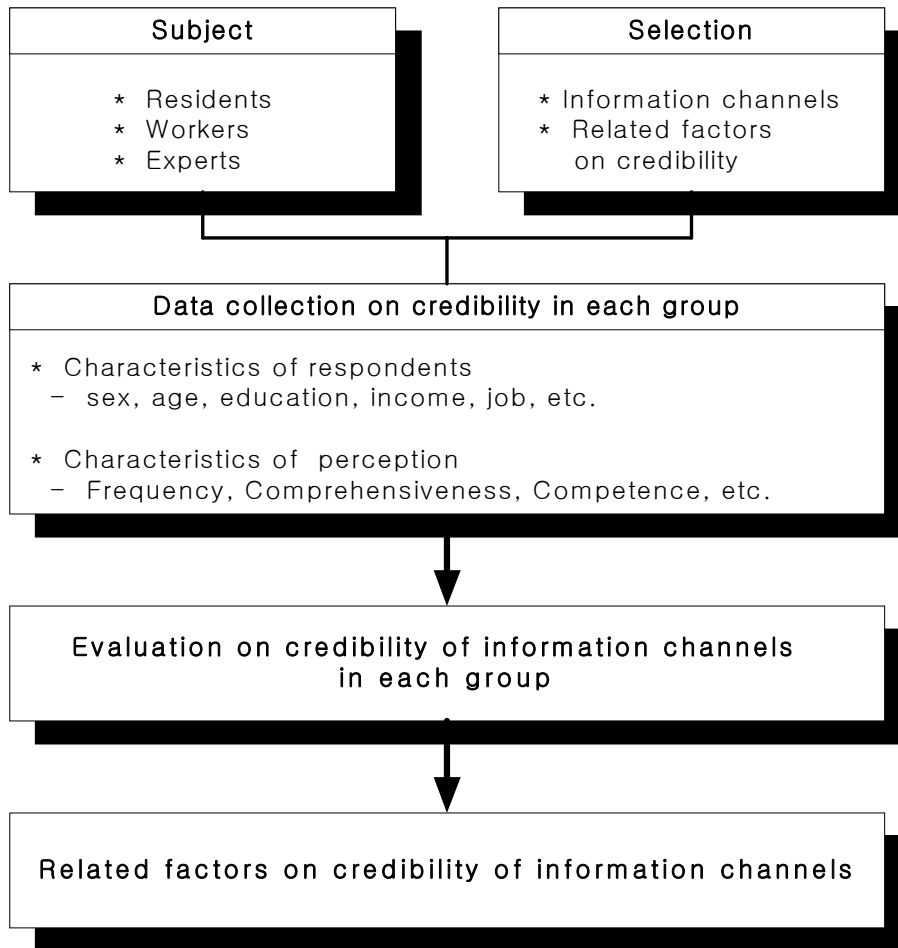 Subject
* Residents
* Workers
* Experts
Selection
* Information channels
* Related factors
on credibility
Data collection on credibility in each group
* Characteristics of respondents
- sex, age, education, income, job, etc.
* Characteristics of perception
- Frequency, Comprehensiveness, Competence, etc.
Evaluation on credibility of information channels
in each group
Related factors on credibility of information channels